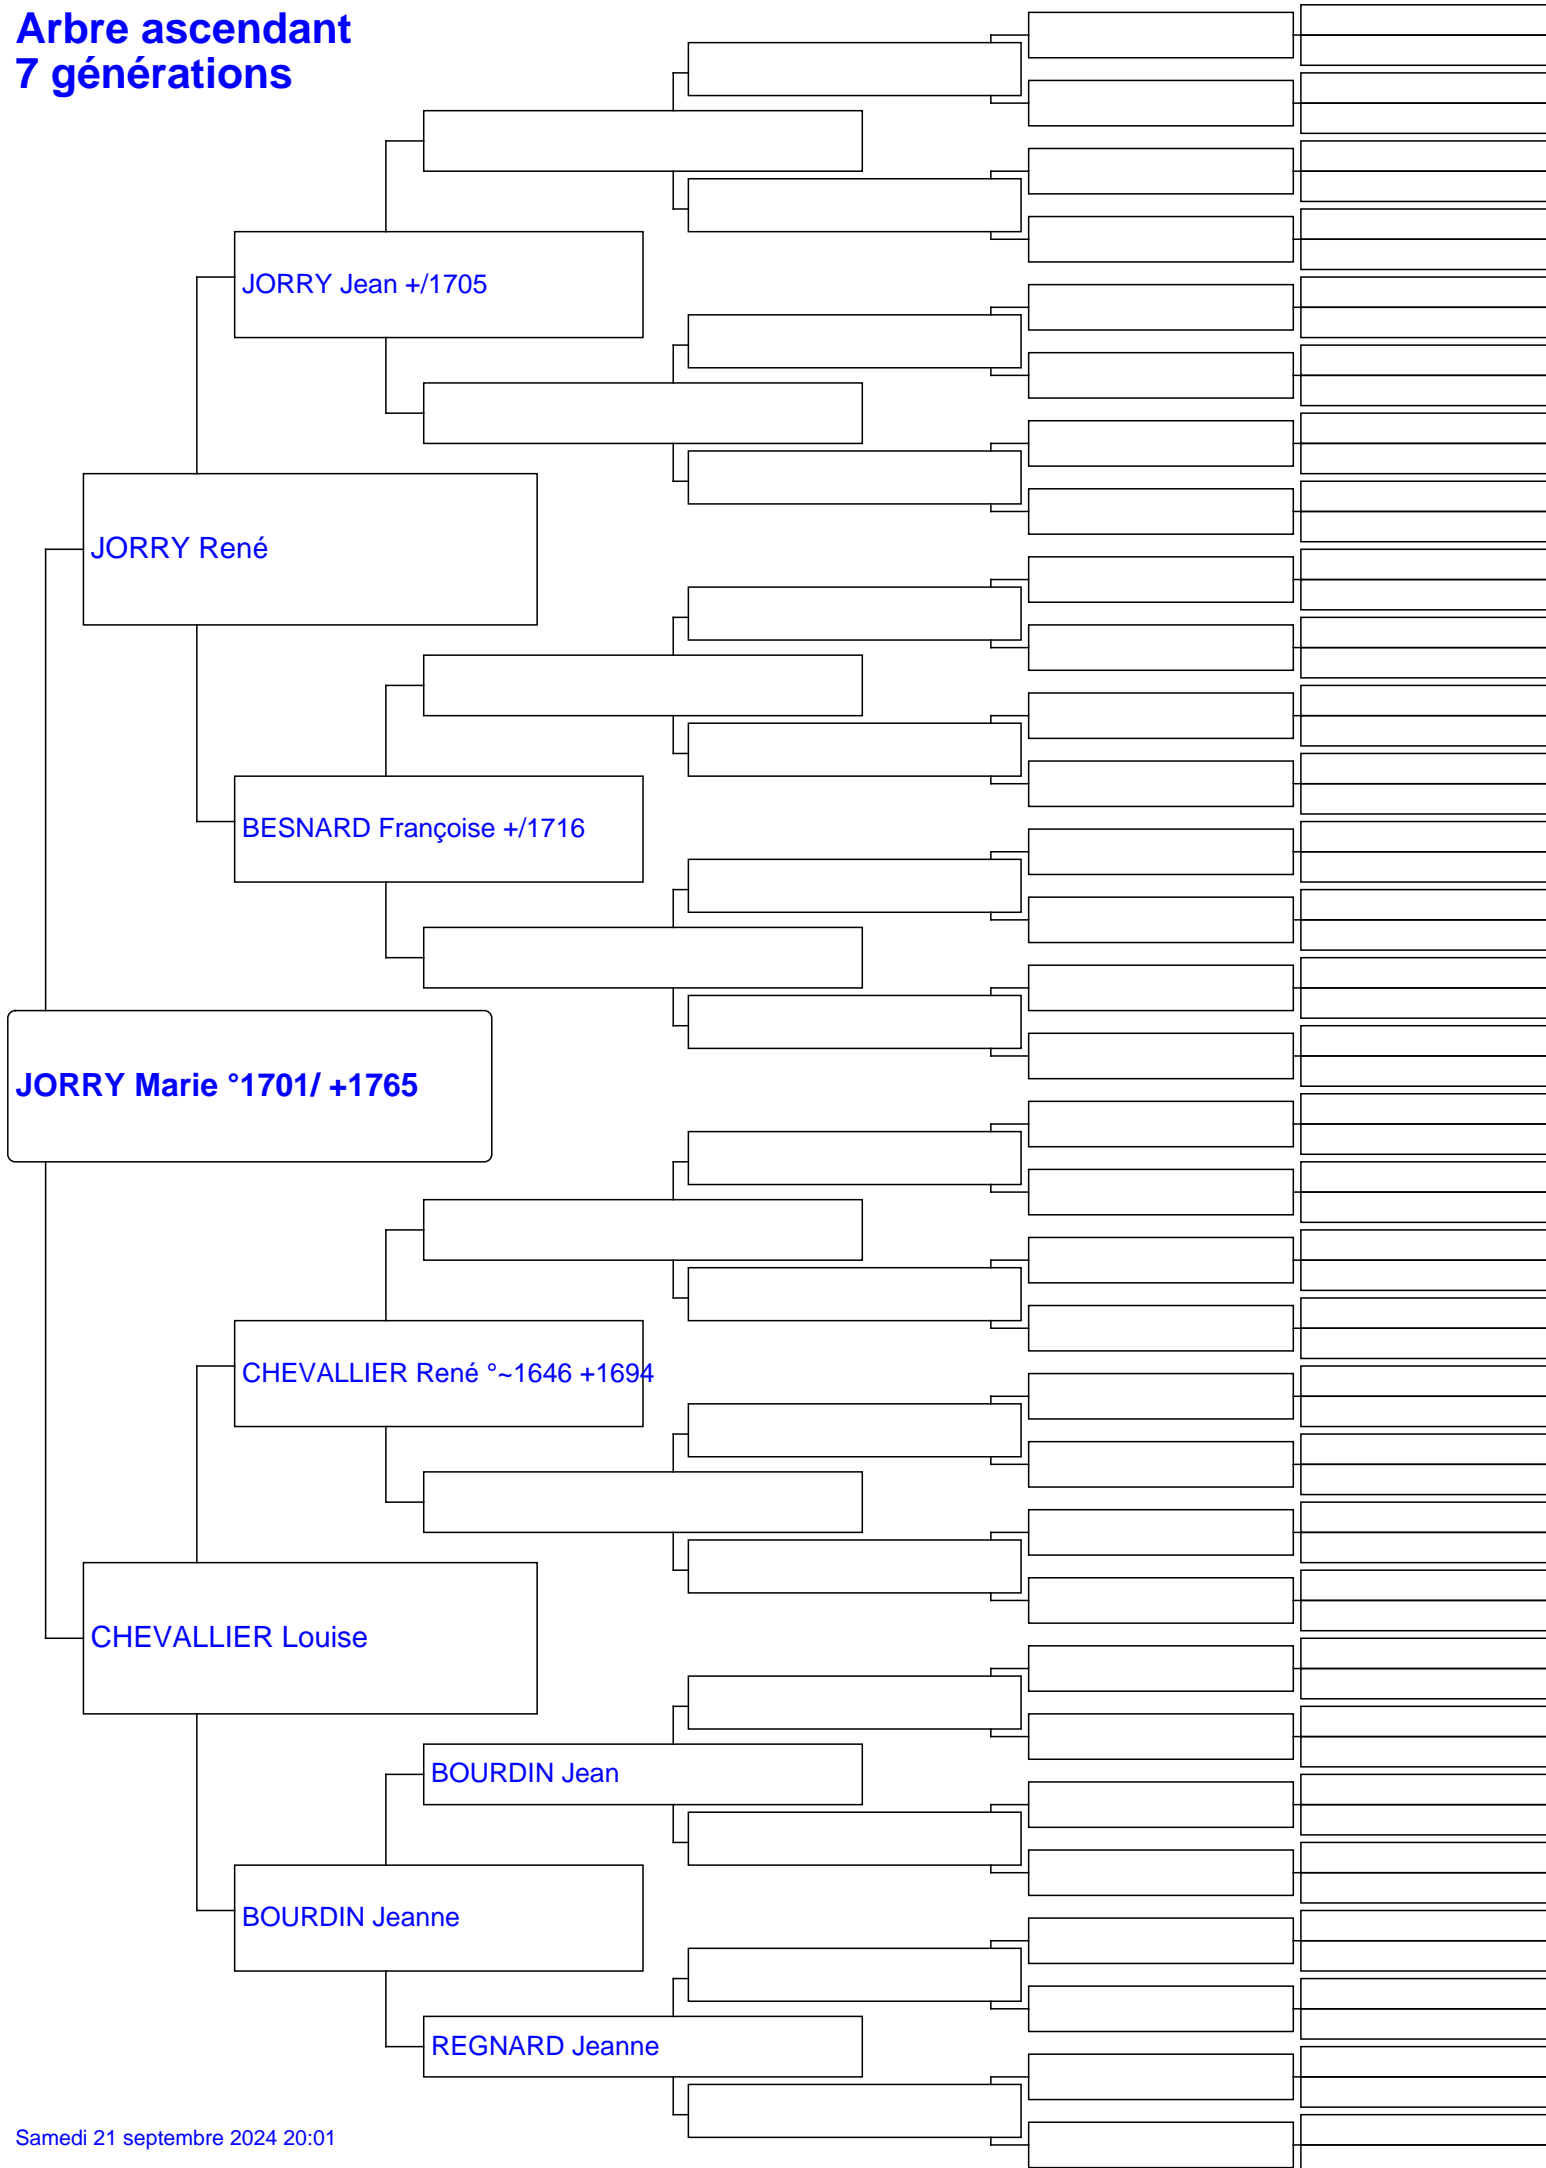 Arbre ascendant
7 générations
JORRY Jean +/1705
JORRY René
BESNARD Françoise +/1716
JORRY Marie °1701/ +1765
CHEVALLIER René °~1646 +1694
CHEVALLIER Louise
BOURDIN Jean
BOURDIN Jeanne
REGNARD Jeanne
Samedi 21 septembre 2024 20:01